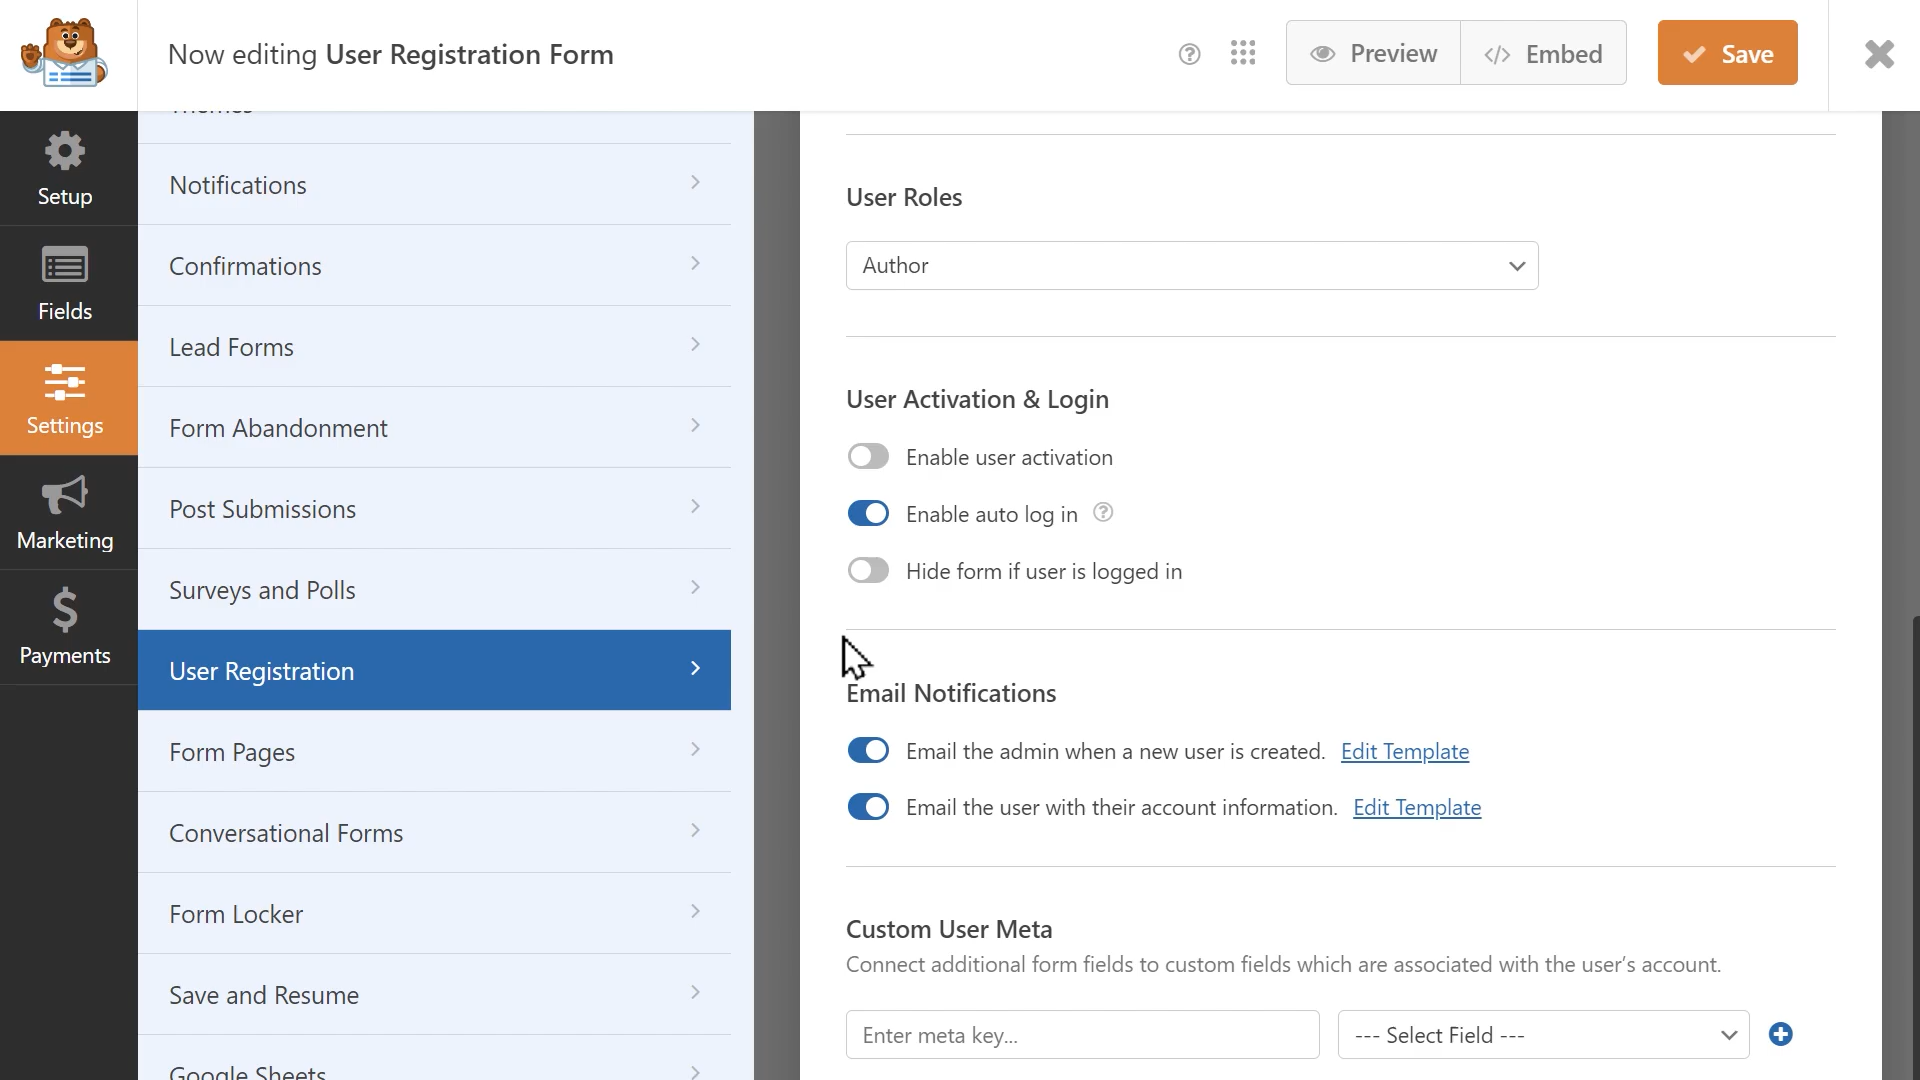 Now editing User Registration Form
Preview
Embed
Save
Setup
Fields
Settings
Marketing
Payments
Themes
Notifications
Confirmations
Lead Forms
Form Abandonment
Post Submissions
Surveys and Polls
User Registration
Form Pages
Conversational Forms
Form Locker
Save and Resume
Google Sheets
User Roles
Author
User Activation & Login
Enable user activation
Enable auto log in
Hide form if user is logged in
Email Notifications
Email the admin when a new user is created. Edit Template
Email the user with their account information. Edit Template
Custom User Meta
Connect additional form fields to custom fields which are associated with the user's account.
Enter meta key...
--- Select Field ---